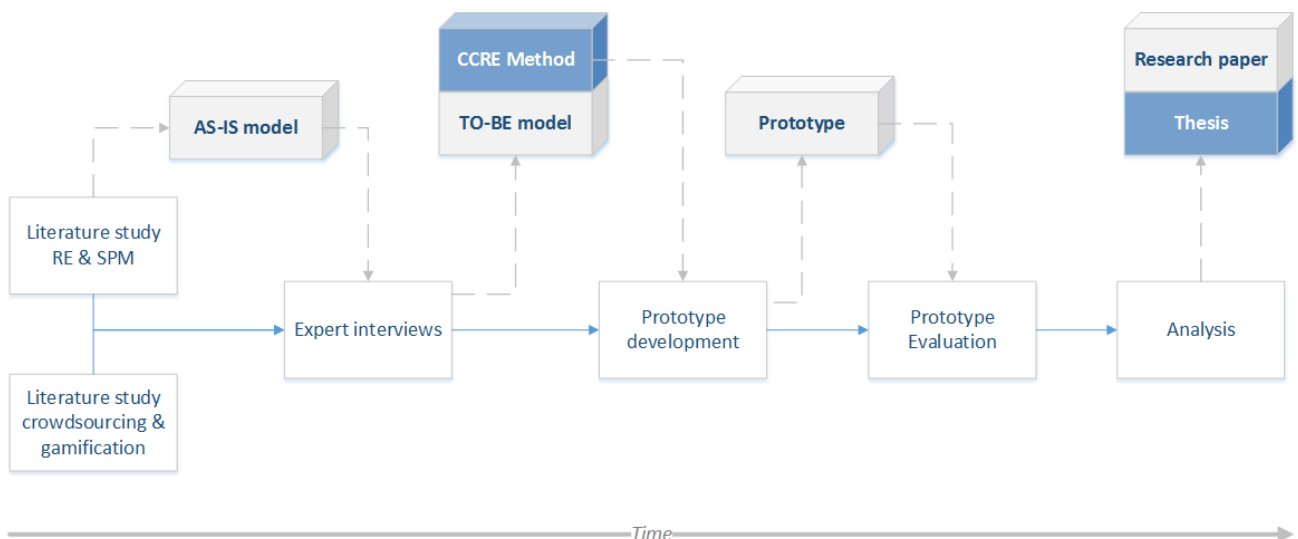 CCRE Method
TO-BE model
AS-IS model
Prototype
Research paper
Thesis
Literature study
RE & SPM
Expert interviews
Prototype
development
Prototype
Evaluation
Analysis
Literature study
crowdsourcing &
gamification
Time